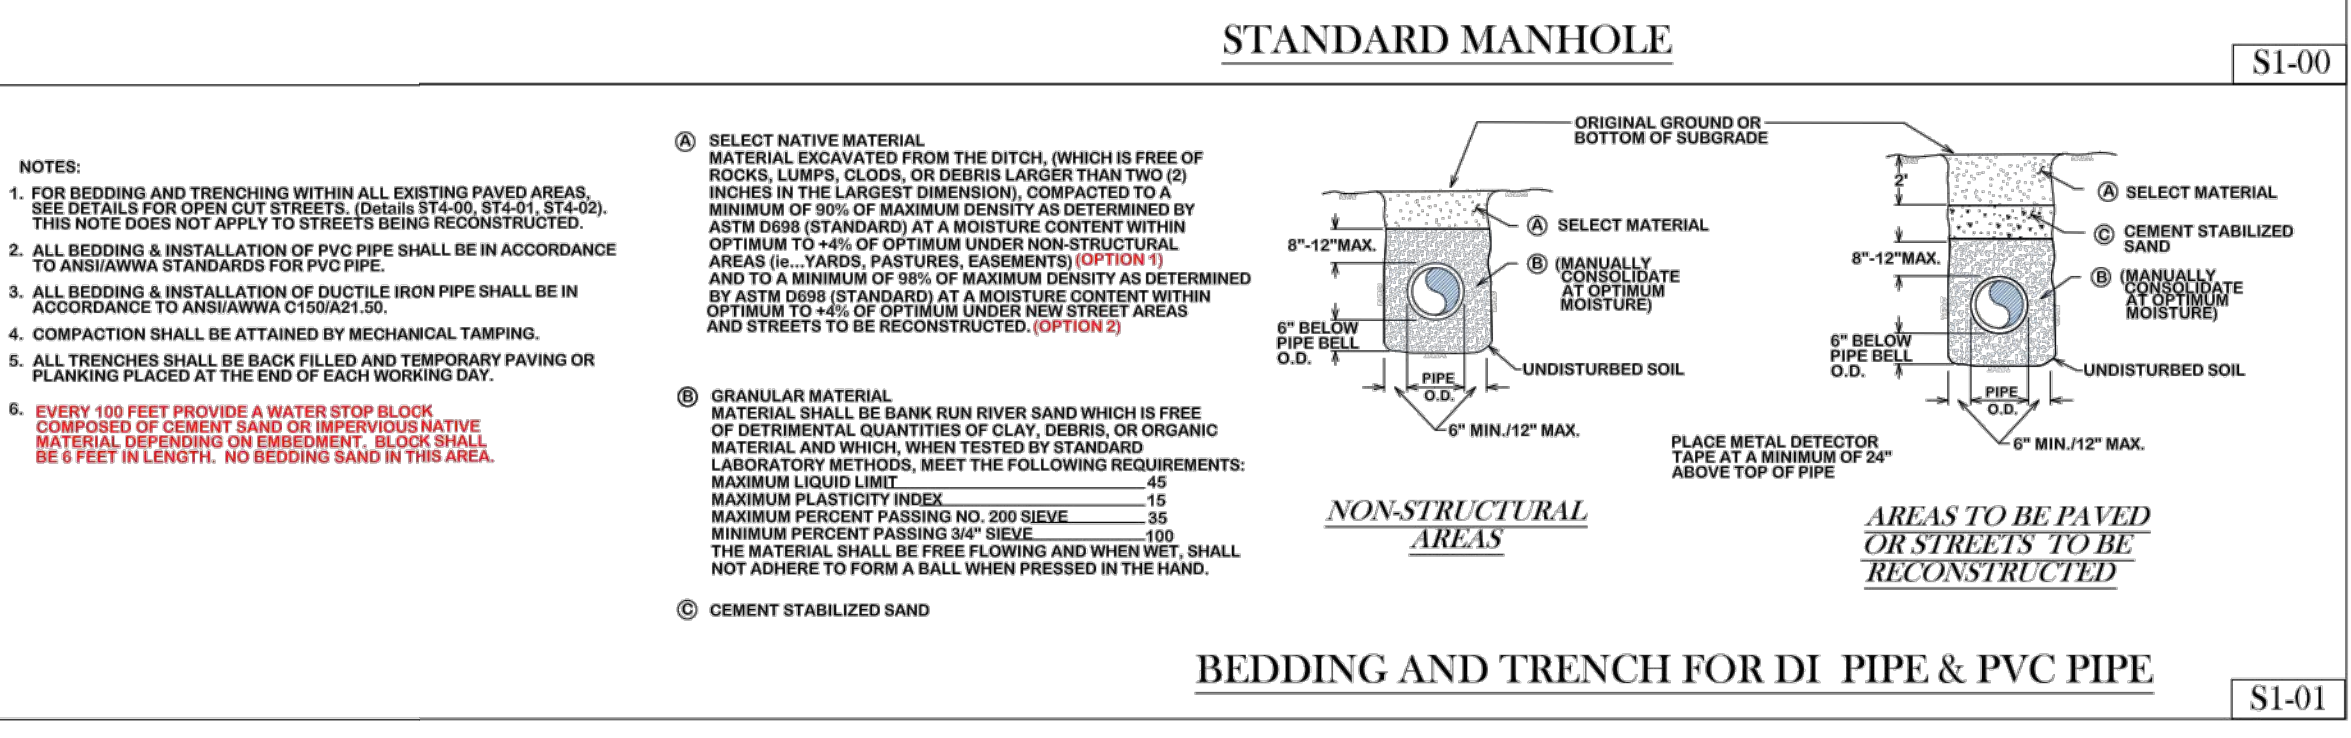 STANDARD MANHOLE
S1-00
NOTES:
1. FOR BEDDING AND TRENCHING WITHIN ALL EXISTING PAVED AREAS,
SEE DETAILS FOR OPEN CUT STREETS. (Details ST4-00, ST4-01, ST4-02).
THIS NOTE DOES NOT APPLY TO STREETS BEING RECONSTRUCTED.
2. ALL BEDDING & INSTALLATION OF PVC PIPE SHALL BE IN ACCORDANCE
TO ANSI/AWWA STANDARDS FOR PVC PIPE.
3. ALL BEDDING & INSTALLATION OF DUCTILE IRON PIPE SHALL BE IN
ACCORDANCE TO ANSI/AWWA C150/A21.50.
4. COMPACTION SHALL BE ATTAINED BY MECHANICAL TAMPING.
5. ALL TRENCHES SHALL BE BACK FILLED AND TEMPORARY PAVING OR
PLANKING PLACED AT THE END OF EACH WORKING DAY.
6. EVERY 100 FEET PROVIDE A WATER STOP BLOCK
COMPOSED OF CEMENT SAND OR IMPERVIOUS NATIVE
MATERIAL DEPENDING ON EMBEDMENT. BLOCK SHALL
BE 6 FEET IN LENGTH. NO BEDDING SAND IN THIS AREA.
A SELECT NATIVE MATERIAL
MATERIAL EXCAVATED FROM THE DITCH, (WHICH IS FREE OF
ROCKS, LUMPS, CLODS, OR DEBRIS LARGER THAN TWO (2)
INCHES IN THE LARGEST DIMENSION), COMPACTED TO A
MINIMUM OF 90% OF MAXIMUM DENSITY AS DETERMINED BY
ASTM D698 (STANDARD) AT A MOISTURE CONTENT WITHIN
OPTIMUM TO +4% OF OPTIMUM UNDER NON-STRUCTURAL
AREAS (ie...YARDS, PASTURES, EASEMENTS) (OPTION 1)
AND TO A MINIMUM OF 98% OF MAXIMUM DENSITY AS DETERMINED
BY ASTM D698 (STANDARD) AT A MOISTURE CONTENT WITHIN
OPTIMUM TO +4% OF OPTIMUM UNDER NEW STREET AREAS
AND STREETS TO BE RECONSTRUCTED. (OPTION 2)
B GRANULAR MATERIAL
MATERIAL SHALL BE BANK RUN RIVER SAND WHICH IS FREE
OF DETRIMENTAL QUANTITIES OF CLAY, DEBRIS, OR ORGANIC
MATERIAL AND WHICH, WHEN TESTED BY STANDARD
LABORATORY METHODS, MEET THE FOLLOWING REQUIREMENTS:
MAXIMUM LIQUID LIMIT 45
MAXIMUM PLASTICITY INDEX 15
MAXIMUM PERCENT PASSING NO. 200 SIEVE 35
MINIMUM PERCENT PASSING 3/4" SIEVE 100
THE MATERIAL SHALL BE FREE FLOWING AND WHEN WET, SHALL
NOT ADHERE TO FORM A BALL WHEN PRESSED IN THE HAND.
C CEMENT STABILIZED SAND
ORIGINAL GROUND OR
BOTTOM OF SUBGRADE
A SELECT MATERIAL
8"-12"MAX.
B (MANUALLY
CONSOLIDATE
AT OPTIMUM
MOISTURE)
6" BELOW
PIPE BELL
O.D.
UNDISTURBED SOIL
PIPE
O.D.
6" MIN./12" MAX.
NON-STRUCTURAL
AREAS
2'
A SELECT MATERIAL
C CEMENT STABILIZED
SAND
8"-12"MAX.
B (MANUALLY
CONSOLIDATE
AT OPTIMUM
MOISTURE)
6" BELOW
PIPE BELL
O.D.
UNDISTURBED SOIL
PIPE
O.D.
6" MIN./12" MAX.
PLACE METAL DETECTOR
TAPE AT A MINIMUM OF 24"
ABOVE TOP OF PIPE
AREAS TO BE PAVED
OR STREETS TO BE
RECONSTRUCTED
BEDDING AND TRENCH FOR DI PIPE & PVC PIPE
S1-01